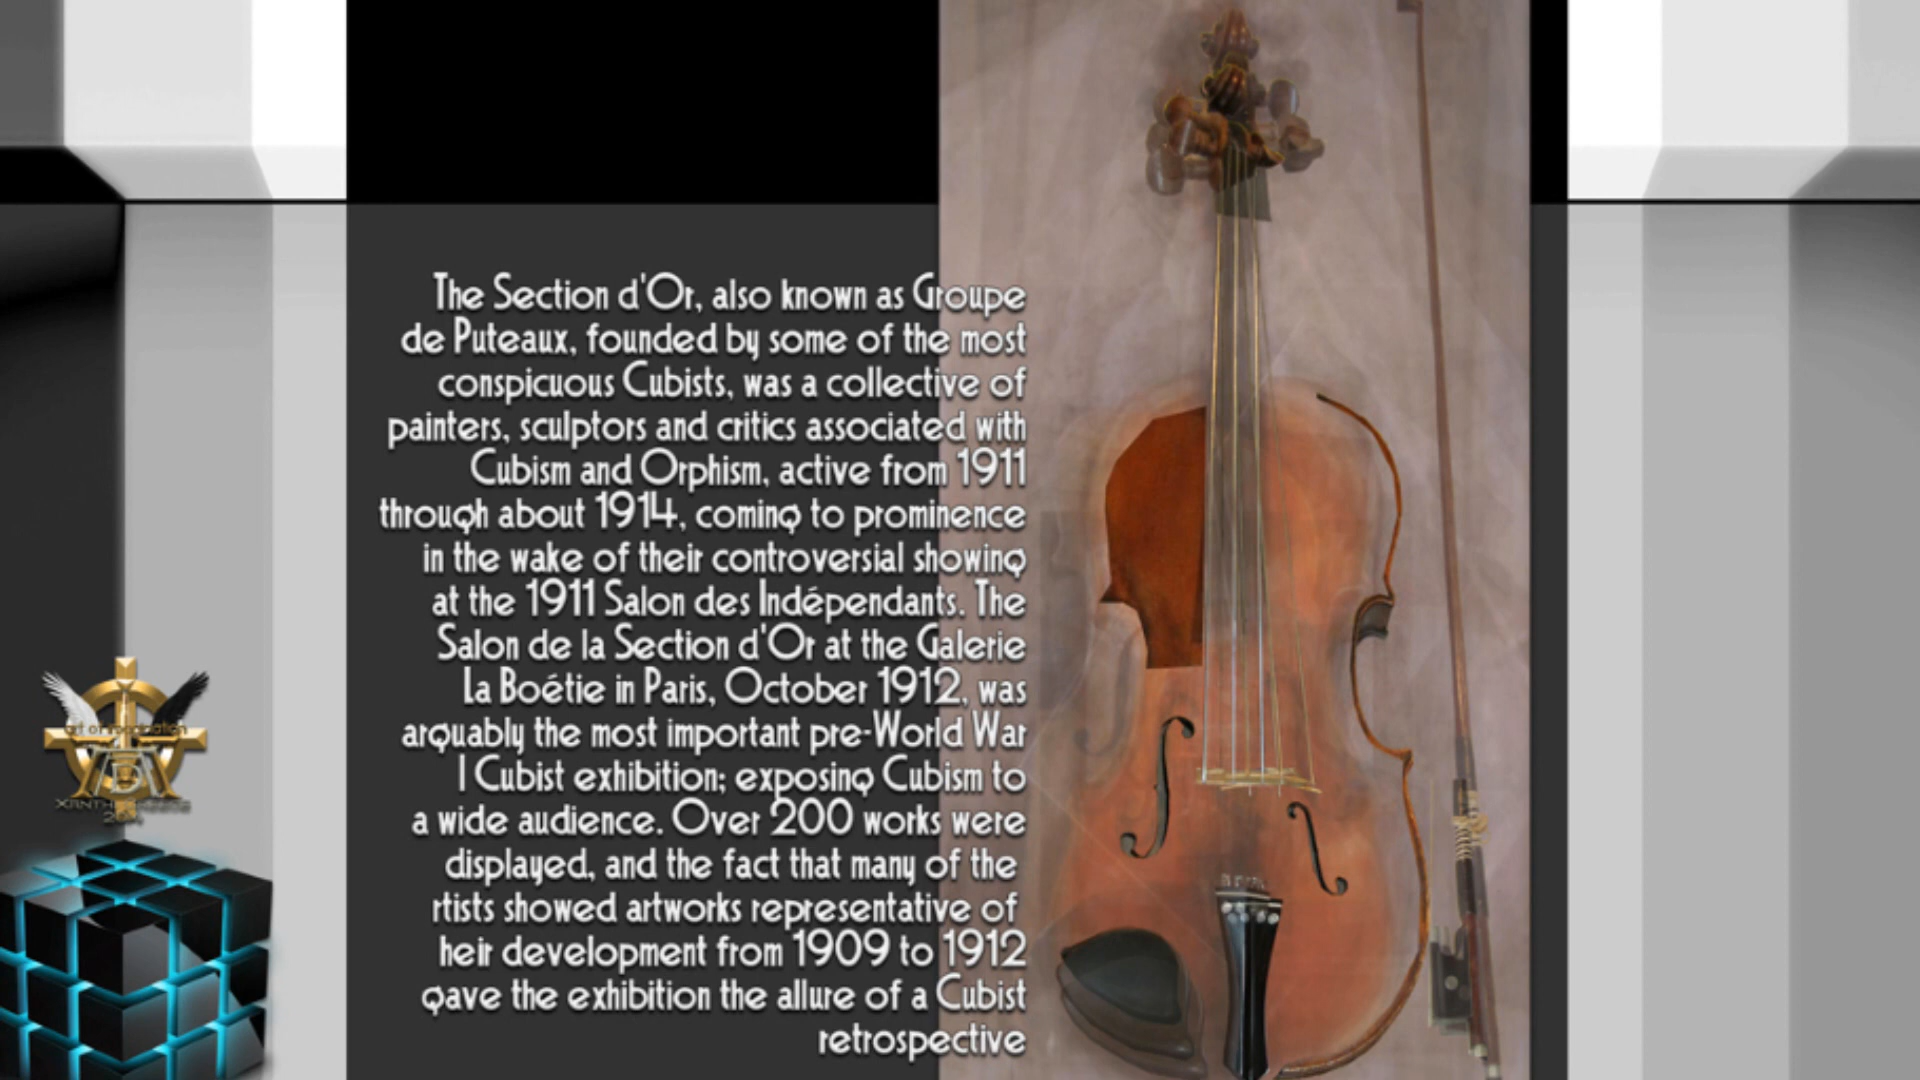 The Section d'Or, also known as Groupe
de Puteaux, founded by some of the most
conspicuous Cubists, was a collective of
painters, sculptors and critics associated with
Cubism and Orphism, active from 1911
through about 1914, coming to prominence
in the wake of their controversial showing
at the 1911 Salon des Indépendants. The
Salon de la Section d'Or at the Galerie
La Boétie in Paris, October 1912, was
arguably the most important pre-World War
I Cubist exhibition; exposing Cubism to
a wide audience. Over 200 works were
displayed, and the fact that many of the
rtists showed artworks representative of
heir development from 1909 to 1912
gave the exhibition the allure of a Cubist
retrospective